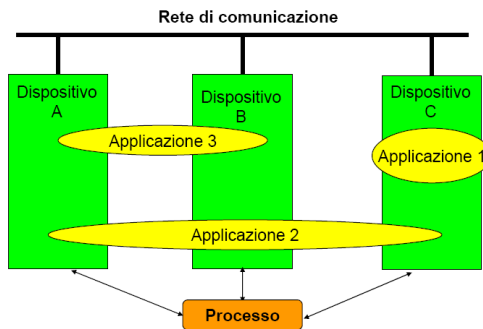 Rete di comunicazione
Dispositivo
A
Dispositivo
B
Dispositivo
C
Applicazione 3
Applicazione 1
Applicazione 2
Processo